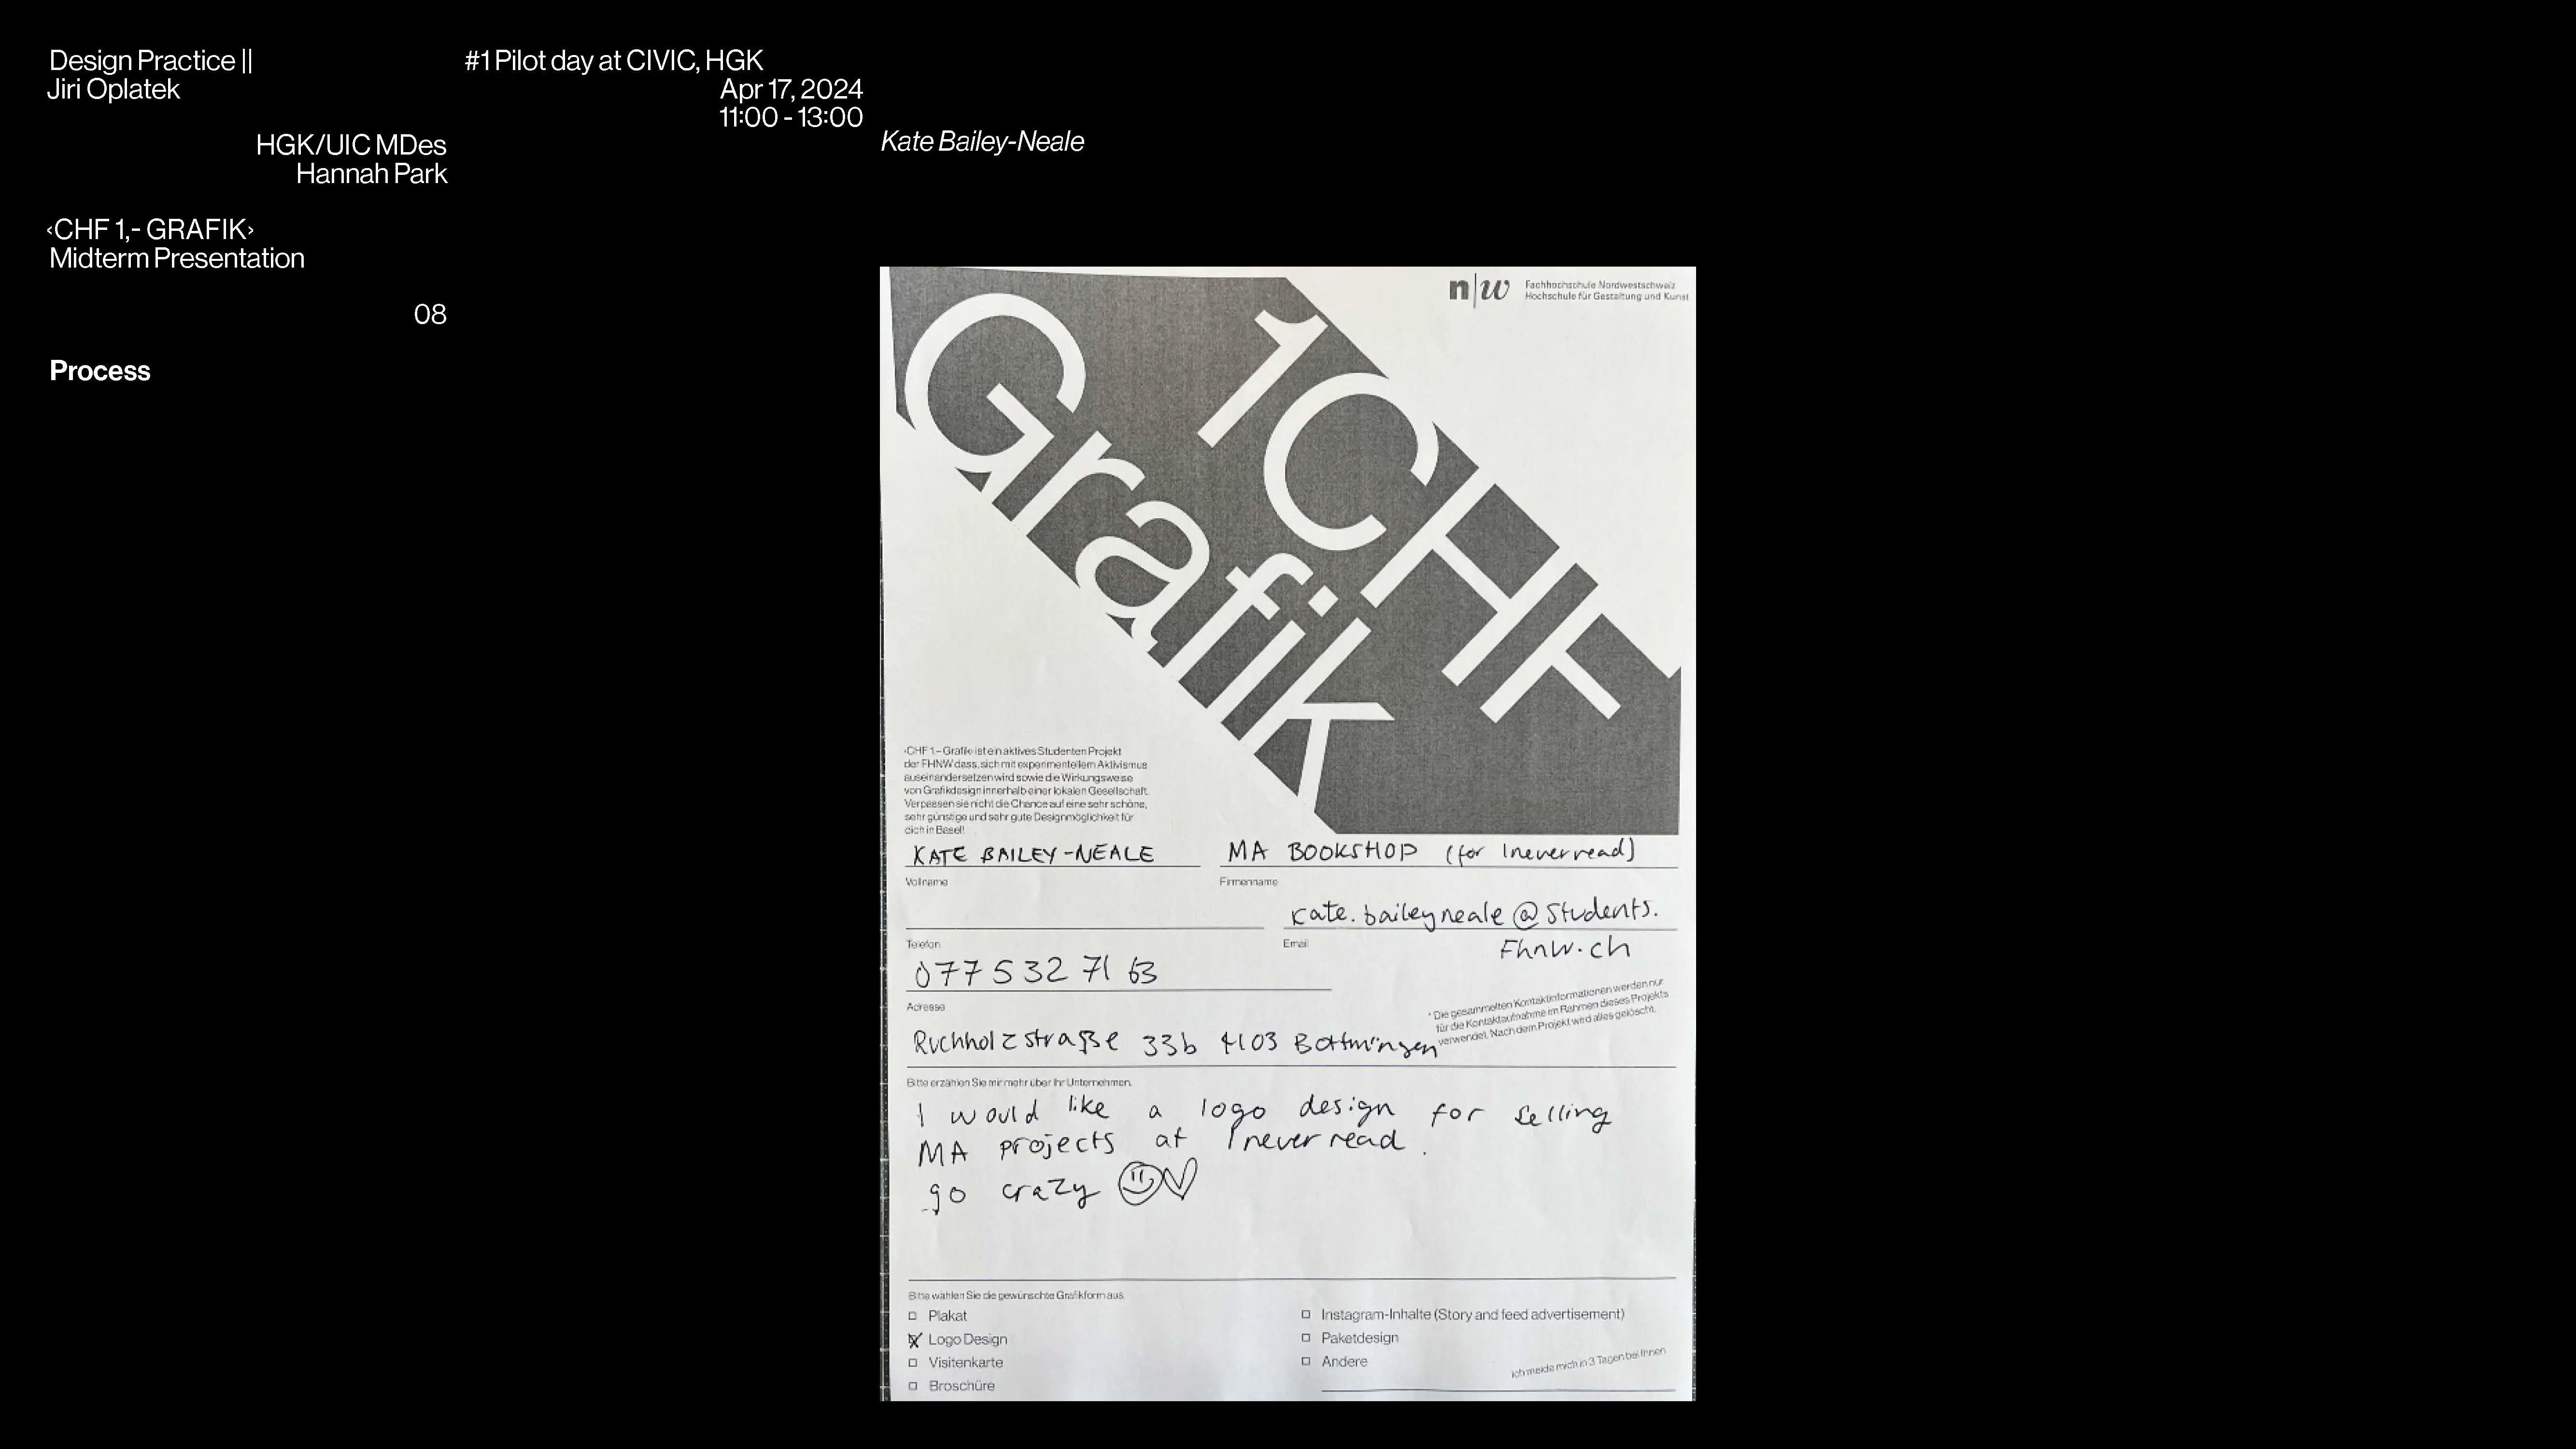 Design Practice ||
Jiri Oplatek
HGK/UIC MDes
Hannah Park
‹CHF 1,- GRAFIK›
Midterm Presentation
08
Process
#1 Pilot day at CIVIC, HGK
Apr 17, 2024
11:00 - 13:00
Kate Bailey-Neale
n|w
Fachhochschule Nordwestschweiz
Hochschule für Gestaltung und Kunst
1CHF
Grafik
‹CHF 1.– Grafik› ist ein aktives Studenten Projekt
der FHNW dass, sich mit experimentellem Aktivismus
auseinandersetzen wird sowie die Wirkungsweise
von Grafikdesign innerhalb einer lokalen Gesellschaft.
Verpassen sie nicht die Chance auf eine sehr schöne,
sehr günstige und sehr gute Designmöglichkeit für
dich in Basel!
KATE BAILEY-NEALE
MA BOOKSHOP (for Ineverread)
Vollname
Firmenname
kate.baileyneale@students.
Telefon
Email
Fhnw.ch
077 532 71 63
Adresse
* Die gesammelten Kontaktinformationen werden nur
für die Kontaktaufnahme im Rahmen dieses Projekts
verwendet. Nach dem Projekt wird alles gelöscht.
Ruchholzstraße 33b 4103 Bottmingen
Bitte erzählen Sie mir mehr über Ihr Unternehmen.
I would like a logo design for selling
MA projects at Ineverread.
go crazy
Bitte wählen Sie die gewünschte Grafikform aus.
Plakat
Logo Design
Visitenkarte
Broschüre
Instagram-Inhalte (Story and feed advertisement)
Paketdesign
Andere
Ich melde mich in 3 Tagen bei Ihnen